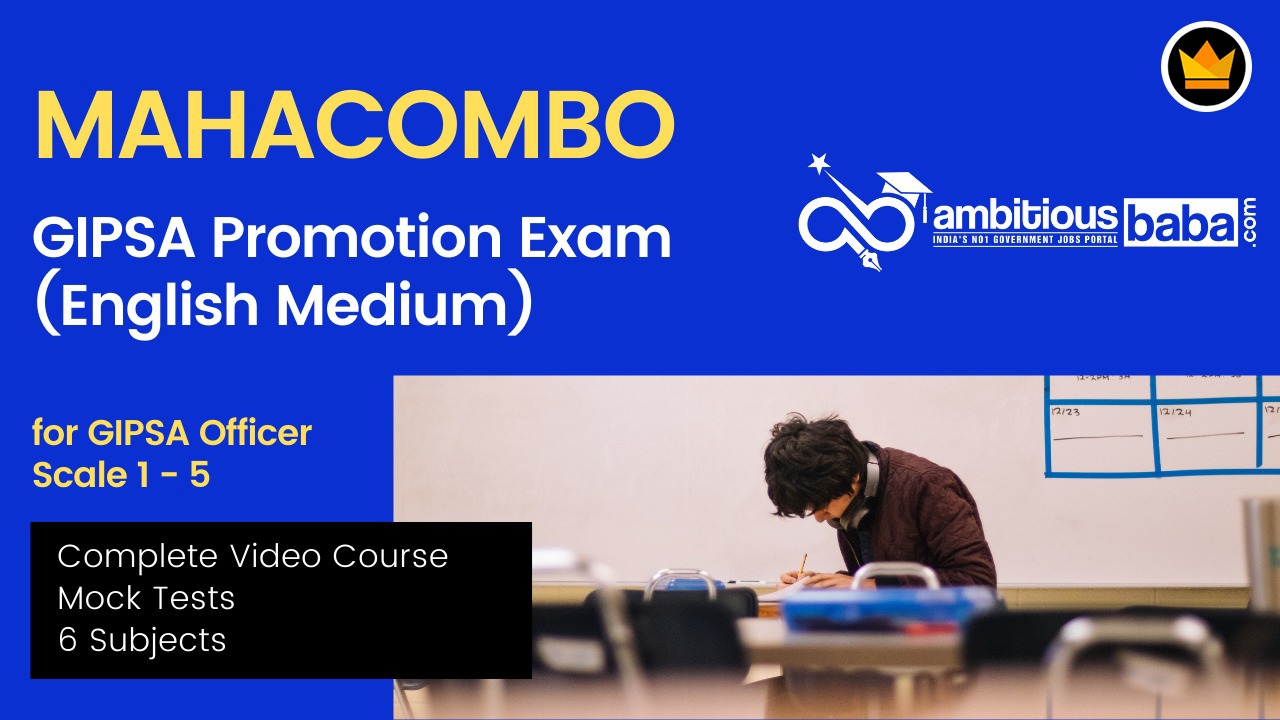 MAHACOMBO
GIPSA Promotion Exam
(English Medium)
ambitious baba .com
INDIA'S NO1 GOVERNMENT JOBS PORTAL
for GIPSA Officer
Scale 1 - 5
Complete Video Course
Mock Tests
6 Subjects
12/23
12/24